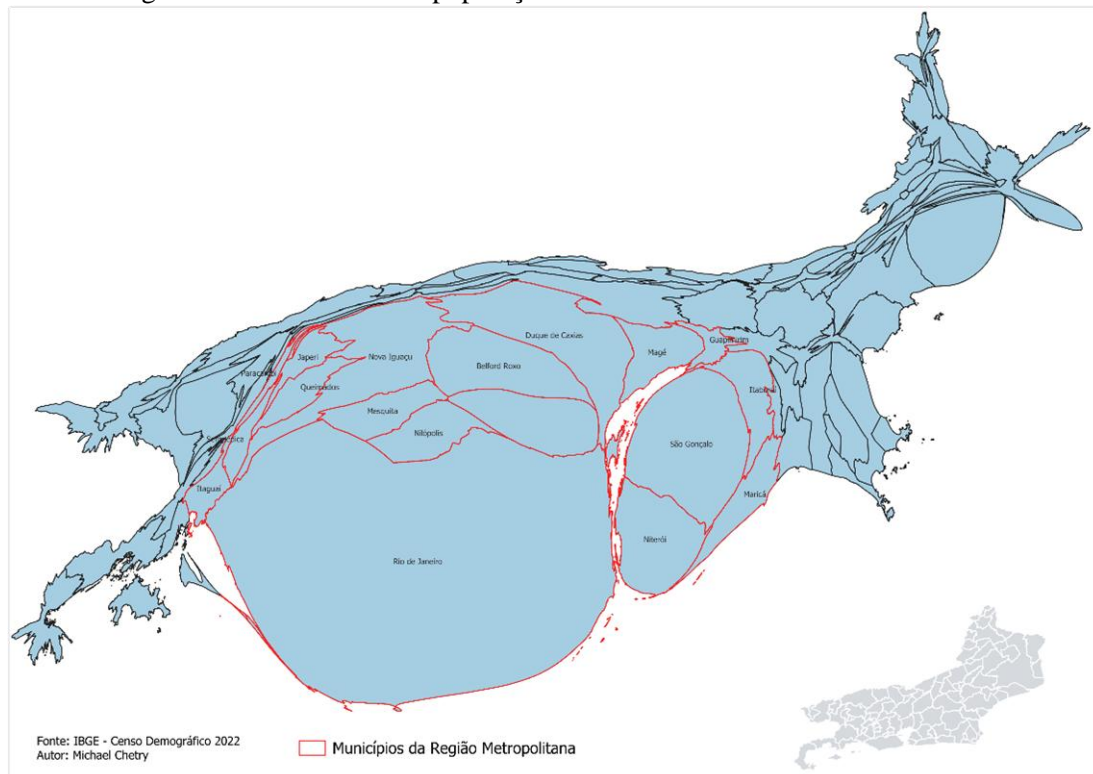 Duque de Caxias
Japeri
Nova Iguaçu
Magé
Guapimirim
Belford Roxo
Paracambi
Queimados
Itaboraí
Mesquita
Nilópolis
São Gonçalo
Seropédica
Itaguaí
Maricá
Niterói
Rio de Janeiro
Fonte: IBGE - Censo Demográfico 2022
Autor: Michael Chetry
Municípios da Região Metropolitana